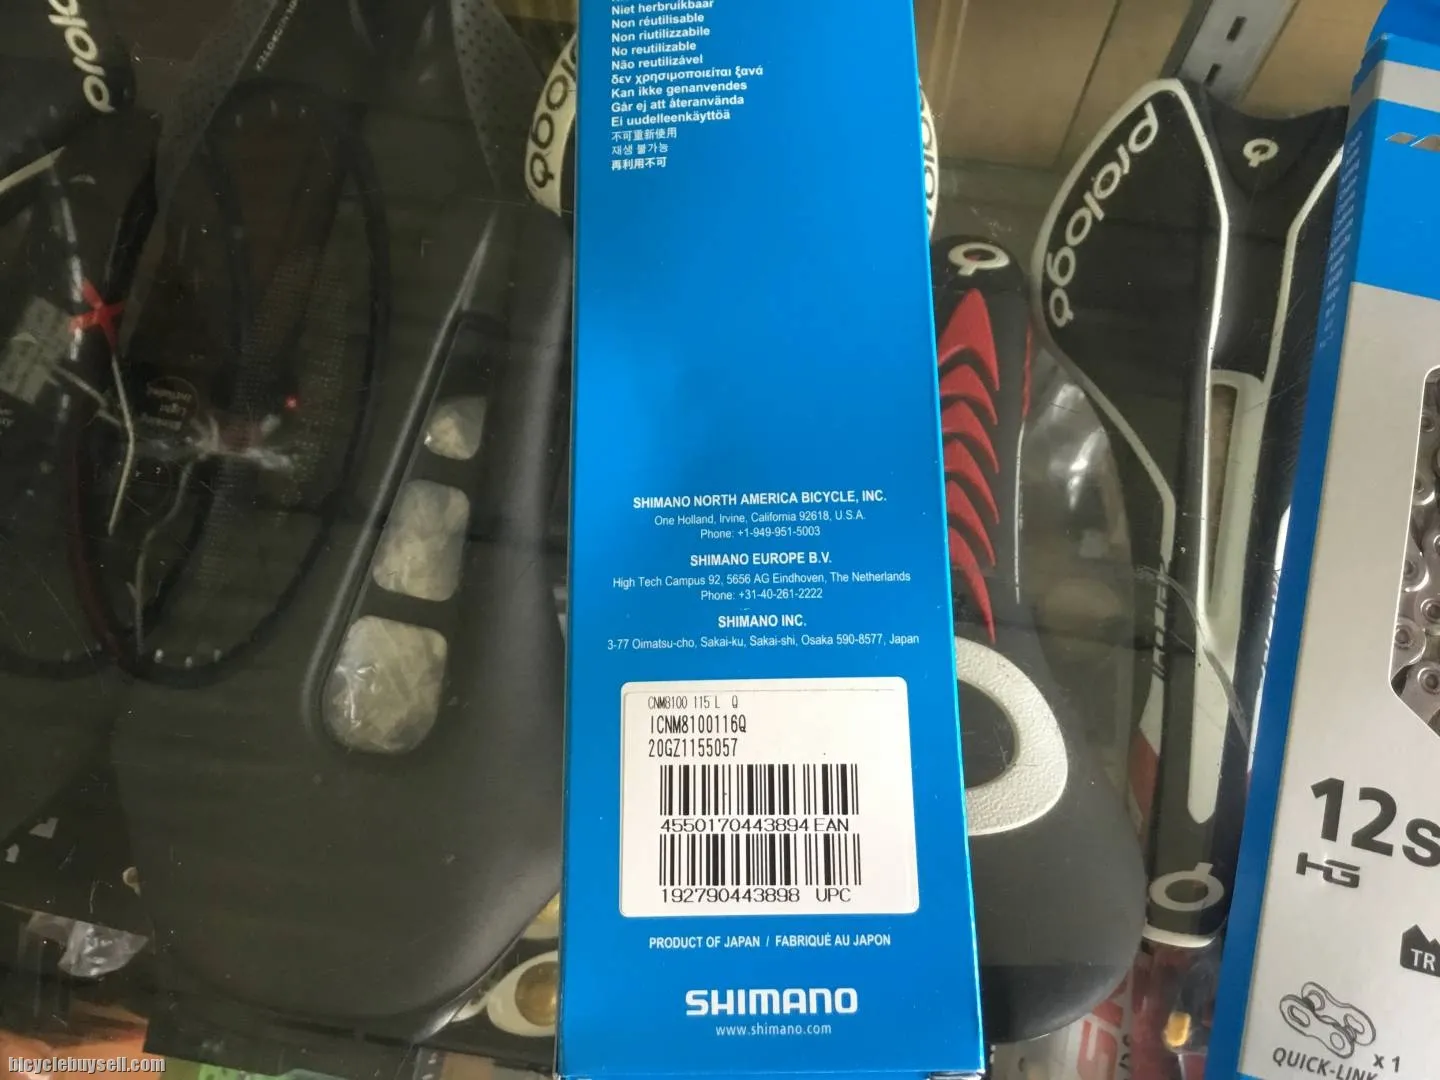 Niet herbruikbaar
Non réutilisable
Non riutilizzabile
No reutilizable
Não reutilizável
δεν χρησιμοποιείται ξανά
Kan ikke genanvendes
Går ej att återanvända
Ei uudelleenkäyttöä
不可重新使用
재생 불가능
再利用不可
SHIMANO NORTH AMERICA BICYCLE, INC.
One Holland, Irvine, California 92618, U.S.A.
Phone: +1-949-951-5003
SHIMANO EUROPE B.V.
High Tech Campus 92, 5656 AG Eindhoven, The Netherlands
Phone: +31-40-261-2222
SHIMANO INC.
3-77 Oimatsu-cho, Sakai-ku, Sakai-shi, Osaka 590-8577, Japan
CNM8100 115 L Q
ICNM8100116Q
20GZ1155057
4550170443894 EAN
192790443898 UPC
PRODUCT OF JAPAN / FABRIQUÉ AU JAPON
SHIMANO
www.shimano.com
prologo
12s
HG
TR
QUICK-LINK x 1
bicyclebuysell.com